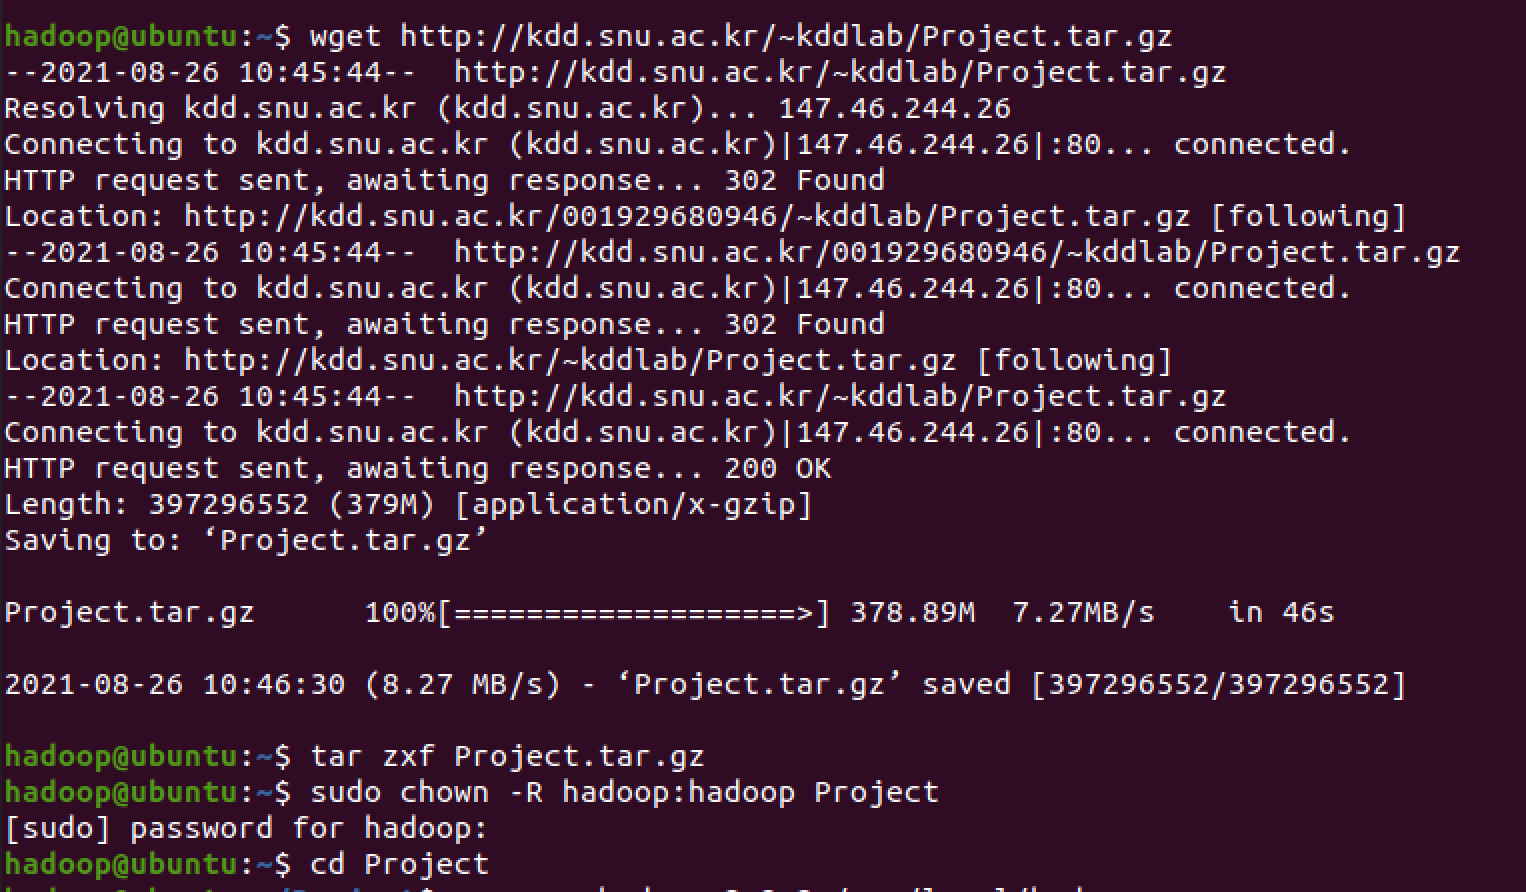 hadoop@ubuntu:~$ wget http://kdd.snu.ac.kr/~kddlab/Project.tar.gz
--2021-08-26 10:45:44--  http://kdd.snu.ac.kr/~kddlab/Project.tar.gz
Resolving kdd.snu.ac.kr (kdd.snu.ac.kr)... 147.46.244.26
Connecting to kdd.snu.ac.kr (kdd.snu.ac.kr)|147.46.244.26|:80... connected.
HTTP request sent, awaiting response... 302 Found
Location: http://kdd.snu.ac.kr/001929680946/~kddlab/Project.tar.gz [following]
--2021-08-26 10:45:44--  http://kdd.snu.ac.kr/001929680946/~kddlab/Project.tar.gz
Connecting to kdd.snu.ac.kr (kdd.snu.ac.kr)|147.46.244.26|:80... connected.
HTTP request sent, awaiting response... 302 Found
Location: http://kdd.snu.ac.kr/~kddlab/Project.tar.gz [following]
--2021-08-26 10:45:44--  http://kdd.snu.ac.kr/~kddlab/Project.tar.gz
Connecting to kdd.snu.ac.kr (kdd.snu.ac.kr)|147.46.244.26|:80... connected.
HTTP request sent, awaiting response... 200 OK
Length: 397296552 (379M) [application/x-gzip]
Saving to: ‘Project.tar.gz’
Project.tar.gz      100%[===================>] 378.89M  7.27MB/s    in 46s
2021-08-26 10:46:30 (8.27 MB/s) - ‘Project.tar.gz’ saved [397296552/397296552]
hadoop@ubuntu:~$ tar zxf Project.tar.gz
hadoop@ubuntu:~$ sudo chown -R hadoop:hadoop Project
[sudo] password for hadoop:
hadoop@ubuntu:~$ cd Project